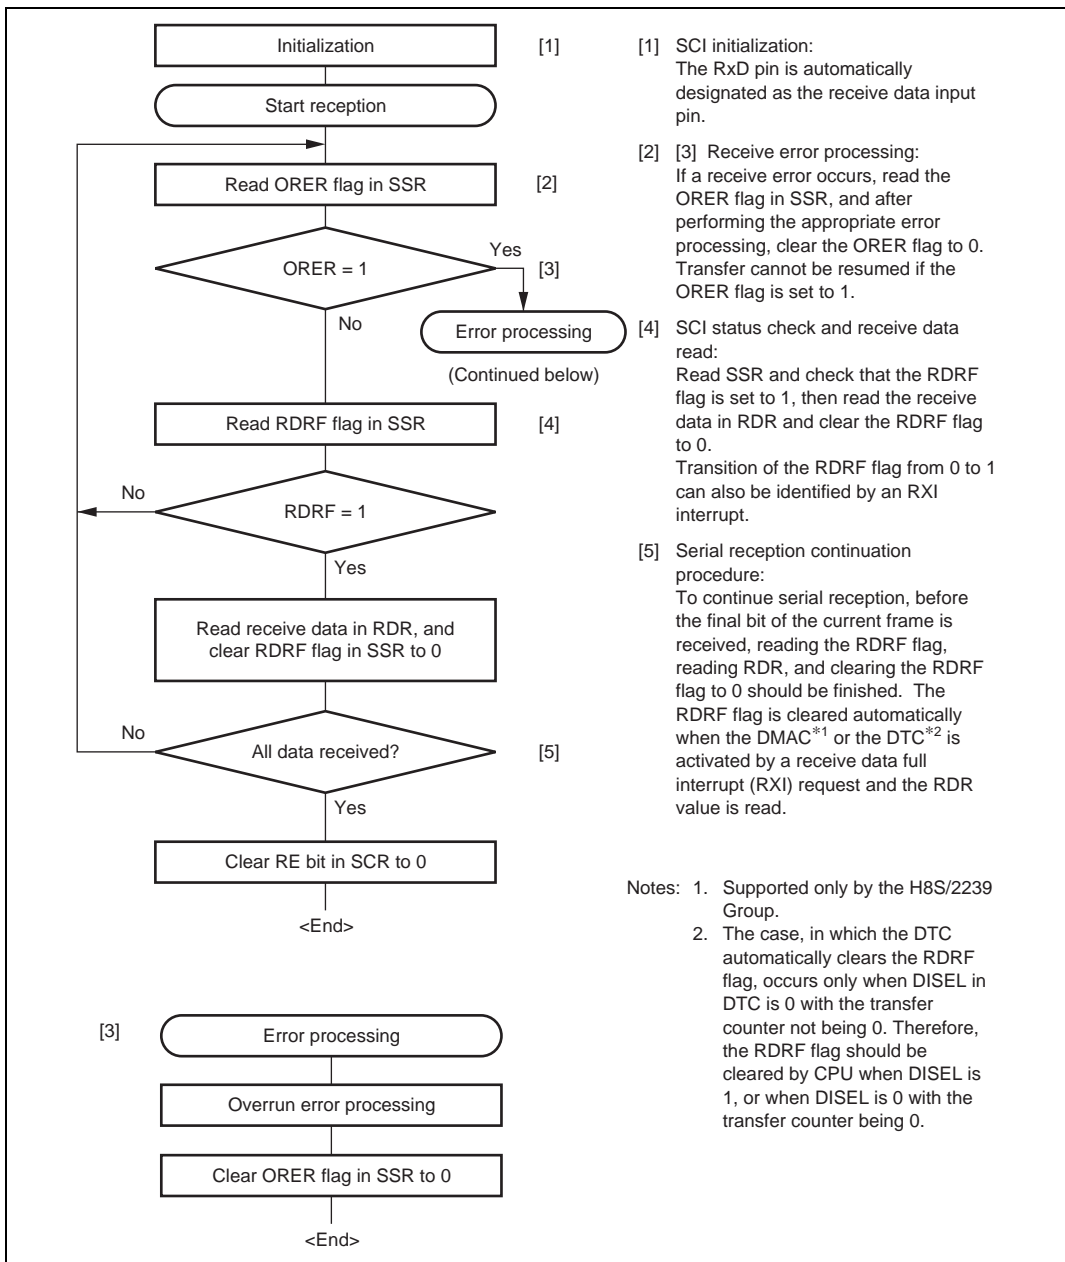 Initialization
[1]
Start reception
Read ORER flag in SSR
[2]
ORER = 1
Yes
[3]
No
Error processing
(Continued below)
Read RDRF flag in SSR
[4]
No
RDRF = 1
Yes
Read receive data in RDR, and
clear RDRF flag in SSR to 0
No
All data received?
[5]
Yes
Clear RE bit in SCR to 0
<End>
[3]
Error processing
Overrun error processing
Clear ORER flag in SSR to 0
<End>
[1] SCI initialization:
The RxD pin is automatically
designated as the receive data input
pin.
[2] [3] Receive error processing:
If a receive error occurs, read the
ORER flag in SSR, and after
performing the appropriate error
processing, clear the ORER flag to 0.
Transfer cannot be resumed if the
ORER flag is set to 1.
[4] SCI status check and receive data
read:
Read SSR and check that the RDRF
flag is set to 1, then read the receive
data in RDR and clear the RDRF flag
to 0.
Transition of the RDRF flag from 0 to 1
can also be identified by an RXI
interrupt.
[5] Serial reception continuation
procedure:
To continue serial reception, before
the final bit of the current frame is
received, reading the RDRF flag,
reading RDR, and clearing the RDRF
flag to 0 should be finished. The
RDRF flag is cleared automatically
when the DMAC*1 or the DTC*2 is
activated by a receive data full
interrupt (RXI) request and the RDR
value is read.
Notes: 1. Supported only by the H8S/2239
Group.
2. The case, in which the DTC
automatically clears the RDRF
flag, occurs only when DISEL in
DTC is 0 with the transfer
counter not being 0. Therefore,
the RDRF flag should be
cleared by CPU when DISEL is
1, or when DISEL is 0 with the
transfer counter being 0.